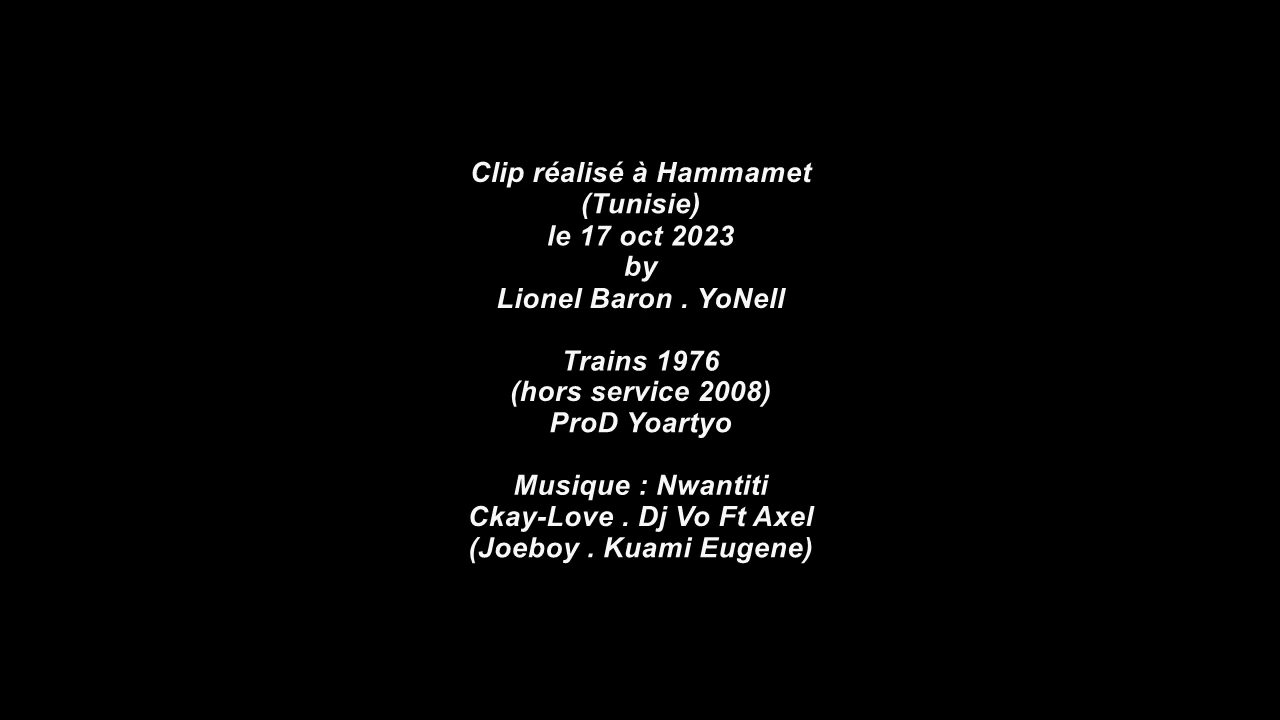 Clip réalisé à Hammamet
(Tunisie)
le 17 oct 2023
by
Lionel Baron . YoNell
Trains 1976
(hors service 2008)
ProD Yoartyo
Musique : Nwantiti
Ckay-Love . Dj Vo Ft Axel
(Joeboy . Kuami Eugene)